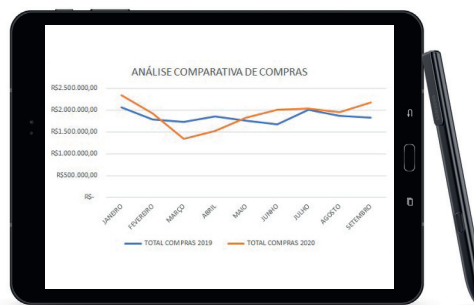 ANÁLISE COMPARATIVA DE COMPRAS
R$2.500.000,00
R$2.000.000,00
R$1.500.000,00
R$1.000.000,00
R$500.000,00
R$-
JANEIRO
FEVEREIRO
MARÇO
ABRIL
MAIO
JUNHO
JULHO
AGOSTO
SETEMBRO
TOTAL COMPRAS 2019
TOTAL COMPRAS 2020